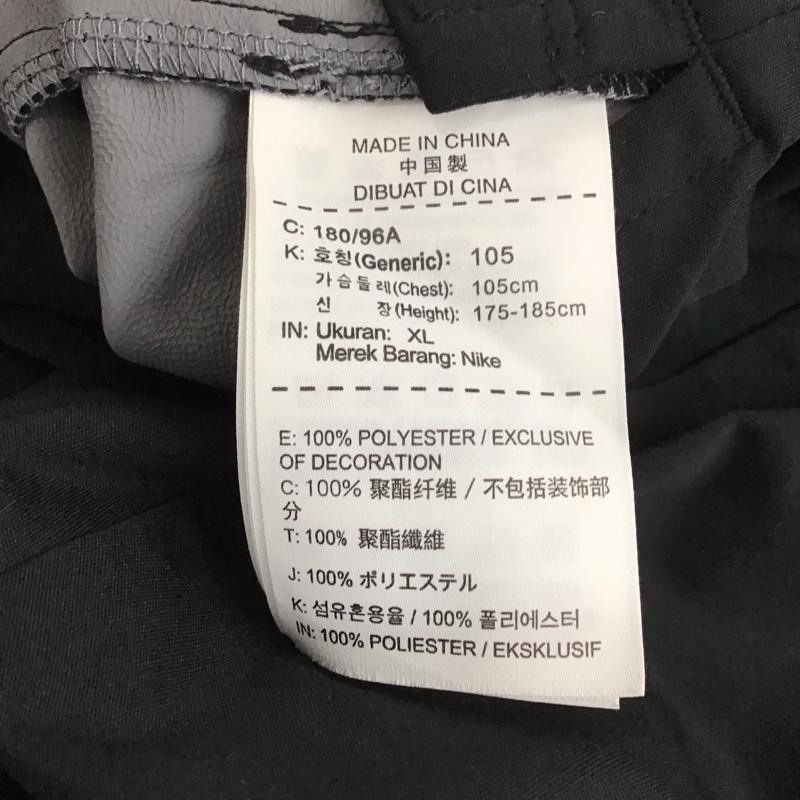 MADE IN CHINA
中国製
DIBUAT DI CINA
C: 180/96A
K: 호칭(Generic): 105
가슴둘레(Chest): 105cm
신 장(Height): 175-185cm
IN: Ukuran: XL
Merek Barang: Nike
E: 100% POLYESTER / EXCLUSIVE
OF DECORATION
C: 100% 聚酯纤维 / 不包括装饰部
分
T: 100% 聚酯纖維
J: 100% ポリエステル
K: 섬유혼용율 / 100% 폴리에스터
IN: 100% POLIESTER / EKSKLUSIF